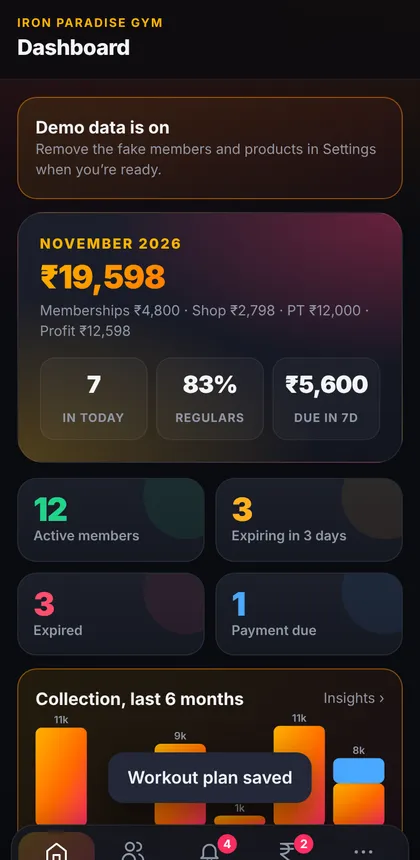 IRON PARADISE GYM
Dashboard
Demo data is on
Remove the fake members and products in Settings
when you're ready.
NOVEMBER 2026
₹19,598
Memberships ₹4,800 · Shop ₹2,798 · PT ₹12,000 ·
Profit ₹12,598
7
83%
₹5,600
IN TODAY
REGULARS
DUE IN 7D
12
3
Active members
Expiring in 3 days
3
1
Expired
Payment due
Collection, last 6 months
Insights ›
11k
9k
1k
11k
8k
Workout plan saved
4
2